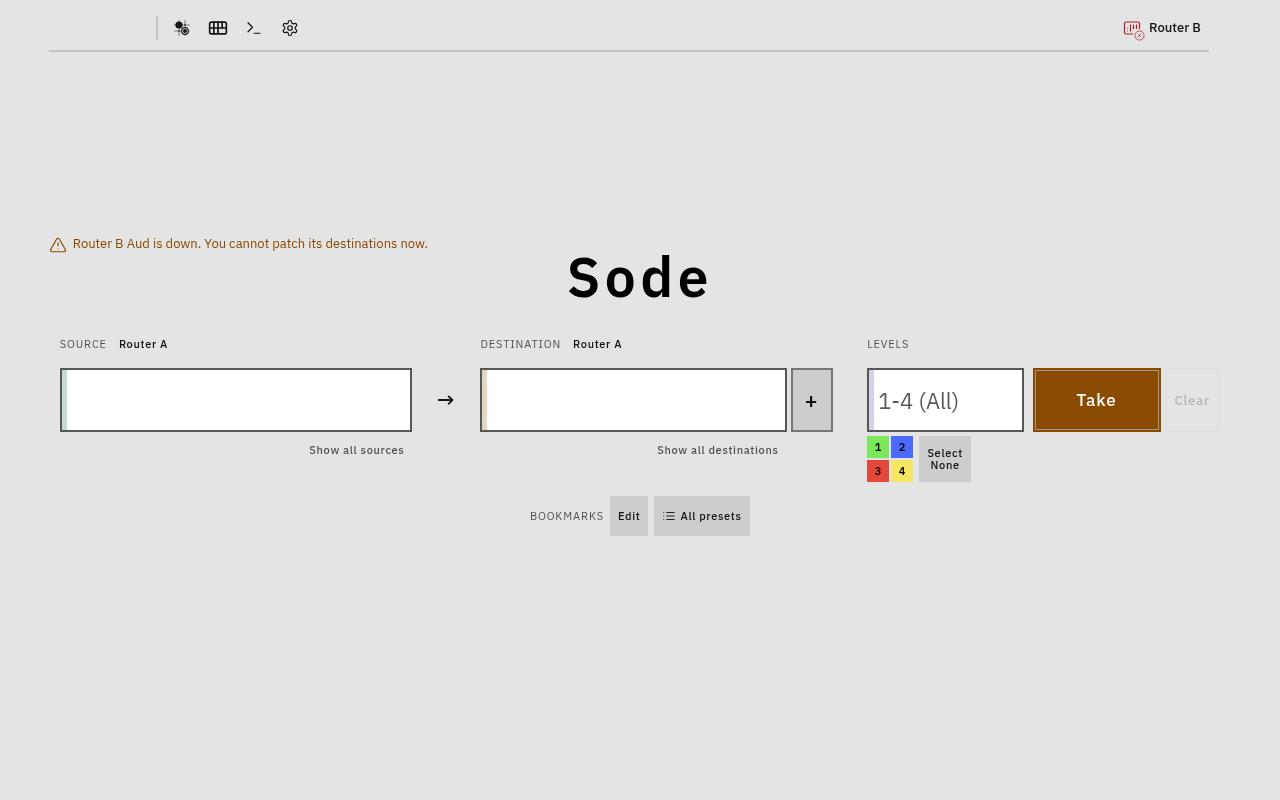 Router B
Router B Aud is down. You cannot patch its destinations now.
Sode
SOURCE Router A
DESTINATION Router A
LEVELS
+
1-4 (All)
Take
Clear
Show all sources
Show all destinations
1 2
3 4
Select
None
BOOKMARKS Edit All presets